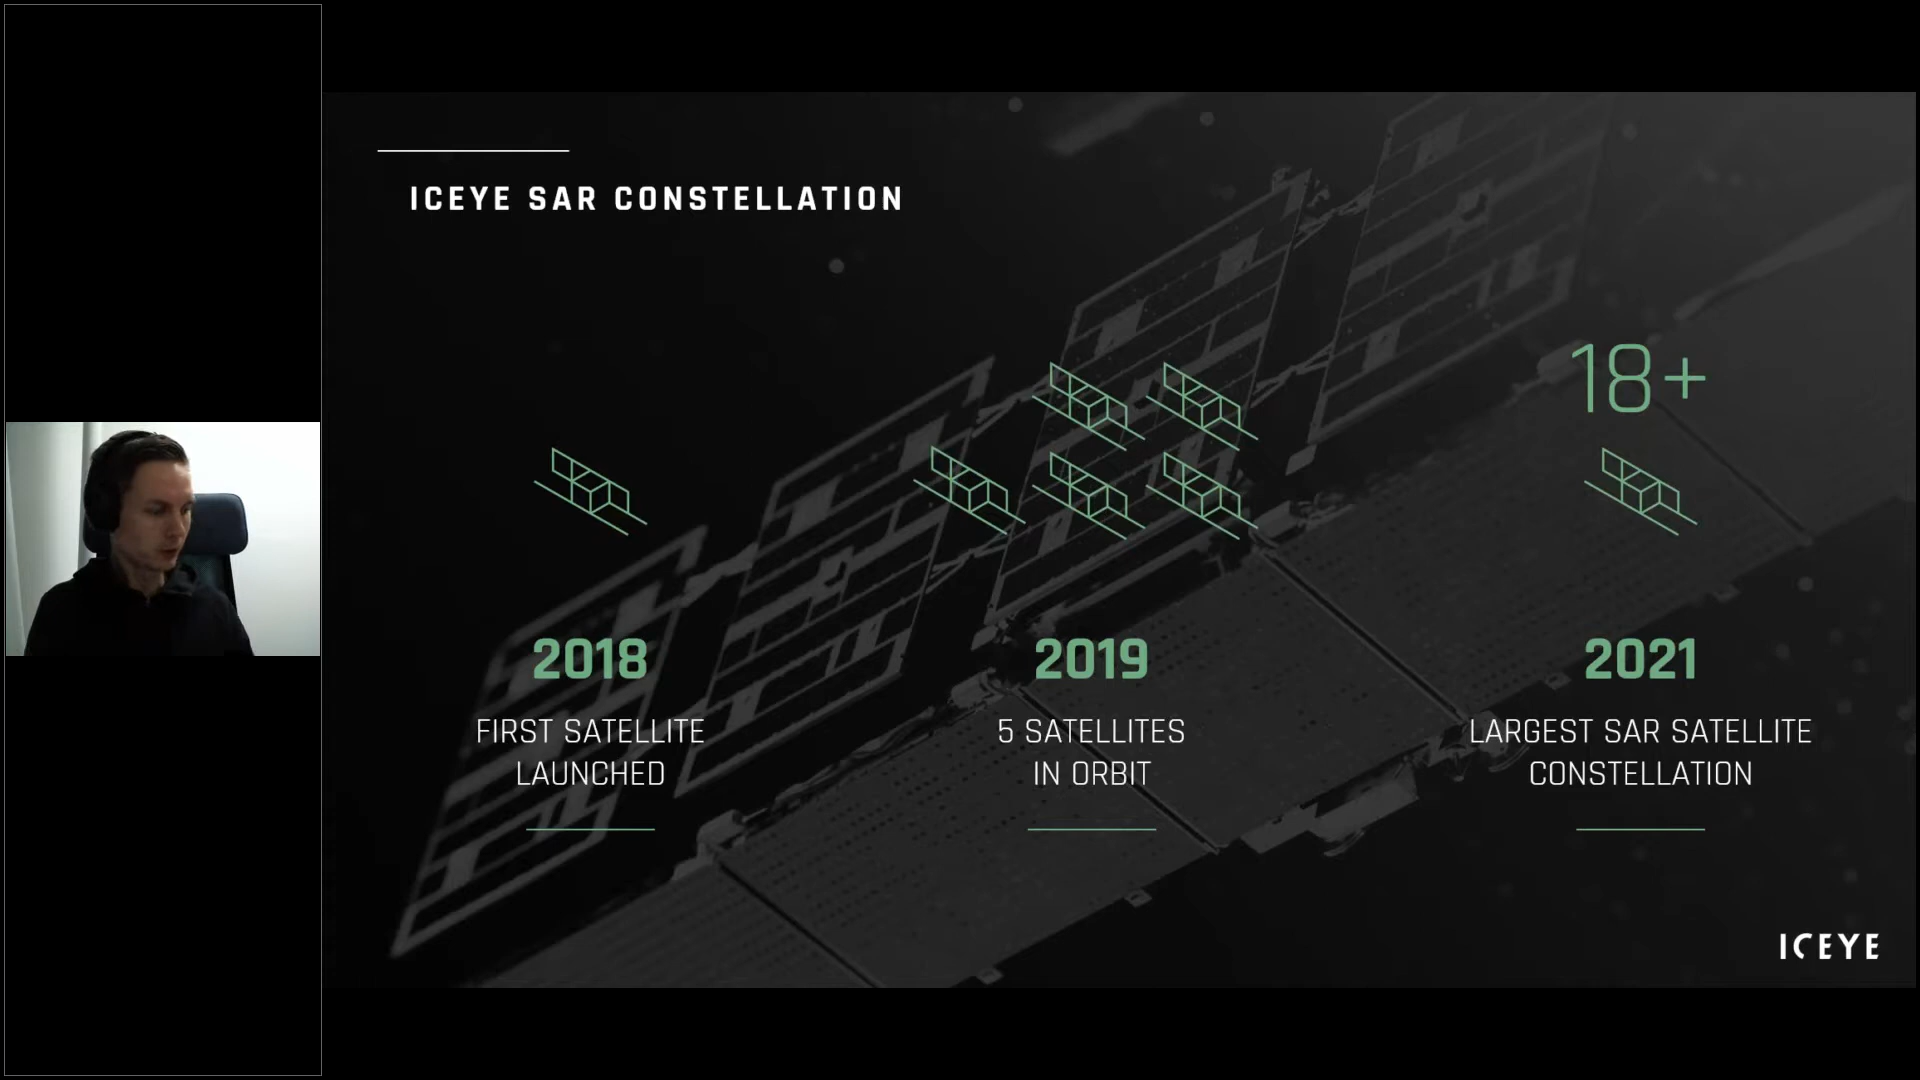 ICEYE SAR CONSTELLATION
18+
2018
FIRST SATELLITE
LAUNCHED
2019
5 SATELLITES
IN ORBIT
2021
LARGEST SAR SATELLITE
CONSTELLATION
ICEYE